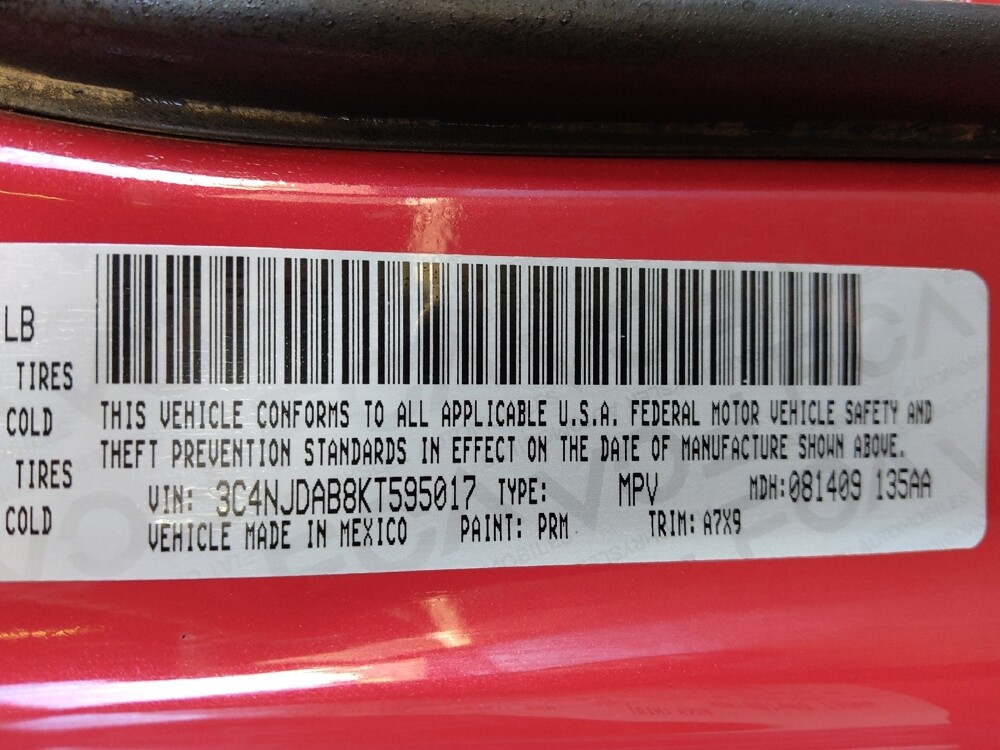 LB
TIRES
COLD
TIRES
COLD
THIS VEHICLE CONFORMS TO ALL APPLICABLE U.S.A. FEDERAL MOTOR VEHICLE SAFETY AND
THEFT PREVENTION STANDARDS IN EFFECT ON THE DATE OF MANUFACTURE SHOWN ABOVE.
VIN: 3C4NJDAB8KT595017 TYPE: MPV MDH:081409 135AA
VEHICLE MADE IN MEXICO PAINT: PRM TRIM: A7X9